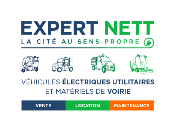 EXPERT NETT
LA CITÉ AU SENS PROPRE
VÉHICULES ÉLECTRIQUES UTILITAIRES
ET MATÉRIELS DE VOIRIE
VENTE LOCATION MAINTENANCE